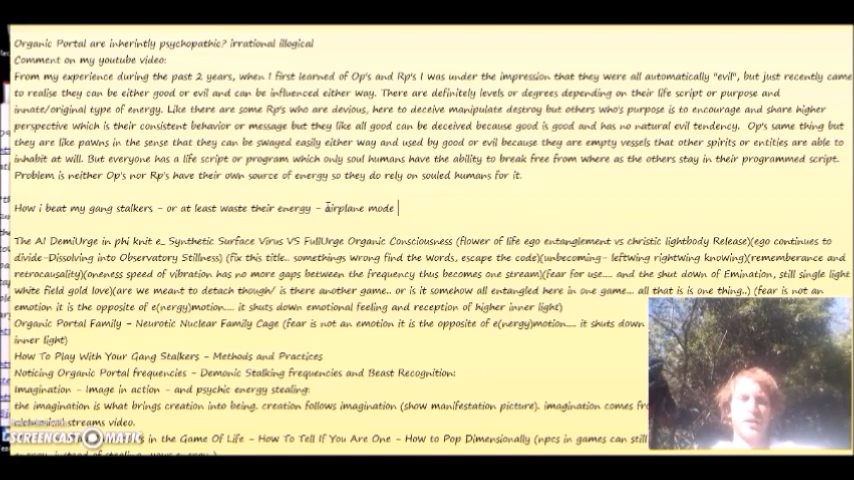 Organic Portal are inherintly psychopathic? irrational illogical
Comment on my youtube video:
From my experience during the past 2 years, when I first learned of Op's and Rp's I was under the impression that they were all automatically "evil", but just recently came
to realise they can be either good or evil and can be influenced either way. There are definitely levels or degrees depending on their life script or purpose and
innate/original type of energy. Like there are some Rp's who are devious, here to deceive manipulate destroy but others who's purpose is to encourage and share higher
perspective which is their consistent behavior or message but they like all good can be deceived because good is good and has no natural evil tendency. Op's same thing but
they are like pawns in the sense that they can be swayed easily either way and used by good or evil because they are empty vessels that other spirits or entities are able to
inhabit at will. But everyone has a life script or program which only soul humans have the ability to break free from where as the others stay in their programmed script.
Problem is neither Op's nor Rp's have their own source of energy so they do rely on souled humans for it.
How i beat my gang stalkers - or at least waste their energy - airplane mode
The AI DemiUrge in phi knit e_ Synthetic Surface Virus VS FullUrge Organic Consciousness (flower of life ego entanglement vs christic lightbody Release)(ego continues to
divide-Dissolving into Observatory Stillness) (fix this title.. somethings wrong find the Words, escape the code)(unbecoming- leftwing rightwing knowing)(rememberance and
retrocausality)(oneness speed of vibration has no more gaps between the frequency thus becomes one stream)(fear for use.... and the shut down of Emination, still single light
white field gold love)(are we meant to detach though/ is there another game.. or is it somehow all entangled here in one game... all that is is one thing..) (fear is not an
emotion it is the opposite of e(nergy)motion.... it shuts down emotional feeling and reception of higher inner light)
Organic Portal Family - Neurotic Nuclear Family Cage (fear is not an emotion it is the opposite of e(nergy)motion.... it shuts down
inner light)
How To Play With Your Gang Stalkers - Methods and Practices
Noticing Organic Portal frequencies - Demonic Stalking frequencies and Beast Recognition:
Imagination - Image in action - and psychic energy stealing:
the imagination is what brings creation into being. creation follows imagination (show manifestation picture). imagination comes
streams video.
SCREENCAST O MATIC
in the Game Of Life - How To Tell If You Are One - How to Pop Dimensionally (npcs in games can still